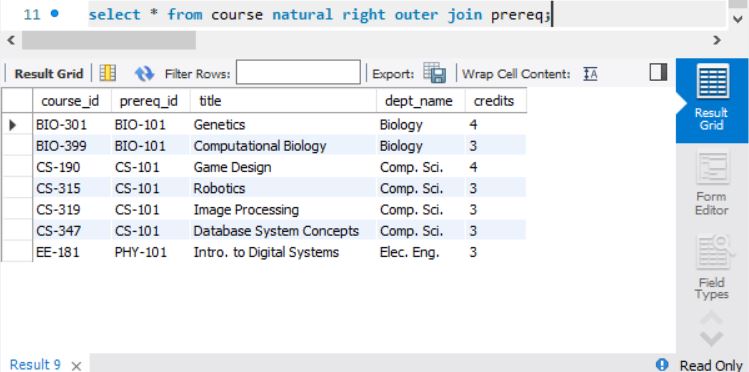 11 select * from course natural right outer join prereq;
Result Grid Filter Rows: Export: Wrap Cell Content: IA
course_id prereq_id title dept_name credits
BIO-301 BIO-101 Genetics Biology 4
BIO-399 BIO-101 Computational Biology Biology 3
CS-190 CS-101 Game Design Comp. Sci. 4
CS-315 CS-101 Robotics Comp. Sci. 3
CS-319 CS-101 Image Processing Comp. Sci. 3
CS-347 CS-101 Database System Concepts Comp. Sci. 3
EE-181 PHY-101 Intro. to Digital Systems Elec. Eng. 3
Result
Grid
Form
Editor
Field
Types
Result 9 Read Only